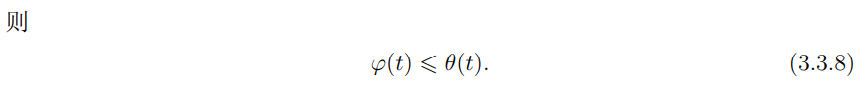 则
φ(t) ⩽ θ(t). (3.3.8)